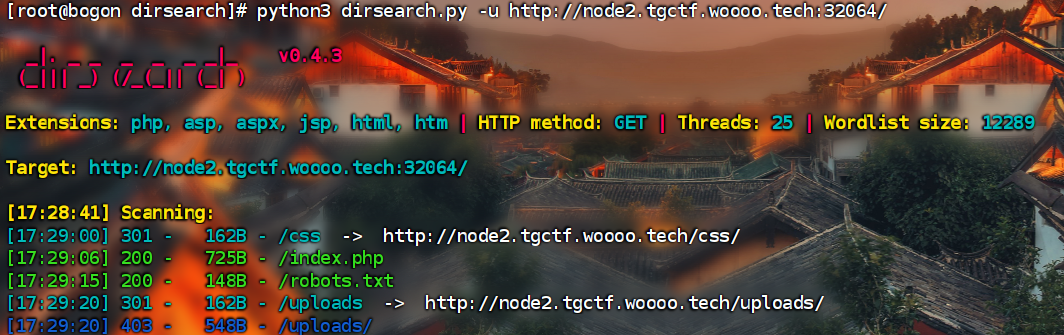 [root@bogon dirsearch]# python3 dirsearch.py -u http://node2.tgctf.woooo.tech:32064/
dirsearch v0.4.3
Extensions: php, asp, aspx, jsp, html, htm | HTTP method: GET | Threads: 25 | Wordlist size: 12289
Target: http://node2.tgctf.woooo.tech:32064/
[17:28:41] Scanning:
[17:29:00] 301 - 162B - /css -> http://node2.tgctf.woooo.tech/css/
[17:29:06] 200 - 725B - /index.php
[17:29:15] 200 - 148B - /robots.txt
[17:29:20] 301 - 162B - /uploads -> http://node2.tgctf.woooo.tech/uploads/
[17:29:20] 403 - 548B - /uploads/